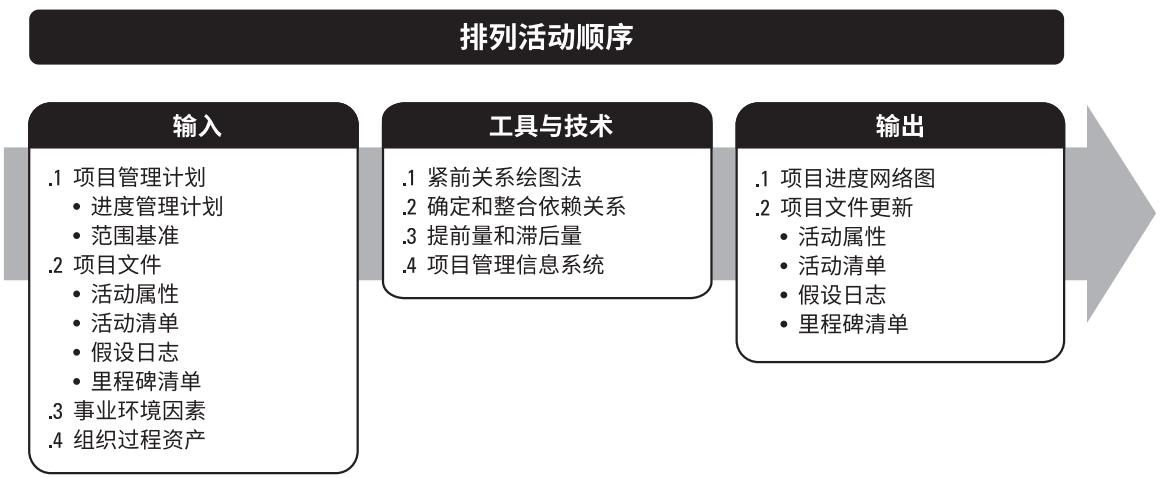 排列活动顺序
输入
.1 项目管理计划
• 进度管理计划
• 范围基准
.2 项目文件
• 活动属性
• 活动清单
• 假设日志
• 里程碑清单
.3 事业环境因素
.4 组织过程资产
工具与技术
.1 紧前关系绘图法
.2 确定和整合依赖关系
.3 提前量和滞后量
.4 项目管理信息系统
输出
.1 项目进度网络图
.2 项目文件更新
• 活动属性
• 活动清单
• 假设日志
• 里程碑清单